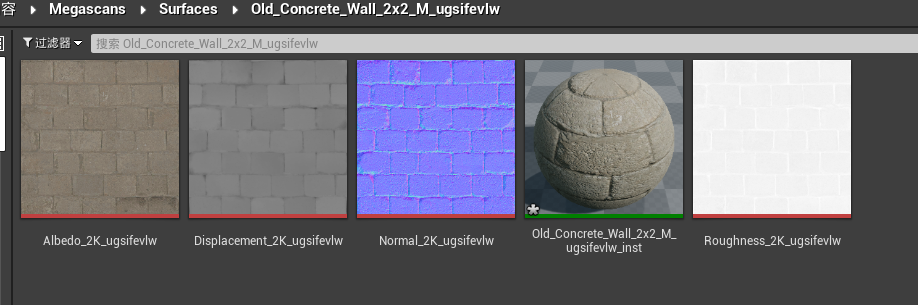 容 Megascans Surfaces Old_Concrete_Wall_2x2_M_ugsifevlw
过滤器 搜索 Old_Concrete_Wall_2x2_M_ugsifevlw
Albedo_2K_ugsifevlw
Displacement_2K_ugsifevlw
Normal_2K_ugsifevlw
Old_Concrete_Wall_2x2_M_
ugsifevlw_inst
Roughness_2K_ugsifevlw